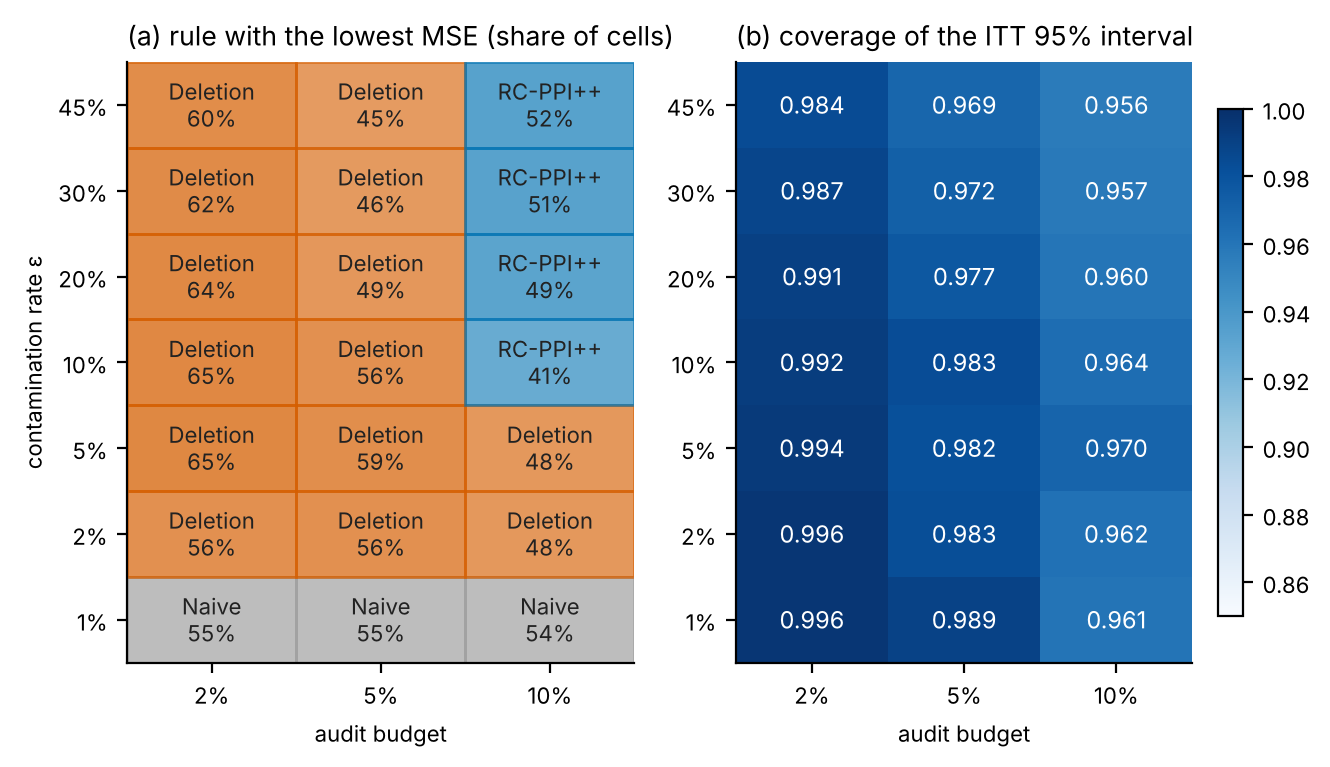 (a) rule with the lowest MSE (share of cells)
contamination rate ε
45%
Deletion
60%
Deletion
45%
RC-PPI++
52%
30%
Deletion
62%
Deletion
46%
RC-PPI++
51%
20%
Deletion
64%
Deletion
49%
RC-PPI++
49%
10%
Deletion
65%
Deletion
56%
RC-PPI++
41%
5%
Deletion
65%
Deletion
59%
Deletion
48%
2%
Deletion
56%
Deletion
56%
Deletion
48%
1%
Naive
55%
Naive
55%
Naive
54%
2% 5% 10%
audit budget
(b) coverage of the ITT 95% interval
45% 0.984 0.969 0.956
30% 0.987 0.972 0.957
20% 0.991 0.977 0.960
10% 0.992 0.983 0.964
5% 0.994 0.982 0.970
2% 0.996 0.983 0.962
1% 0.996 0.989 0.961
2% 5% 10%
audit budget
1.00
0.98
0.96
0.94
0.92
0.90
0.88
0.86